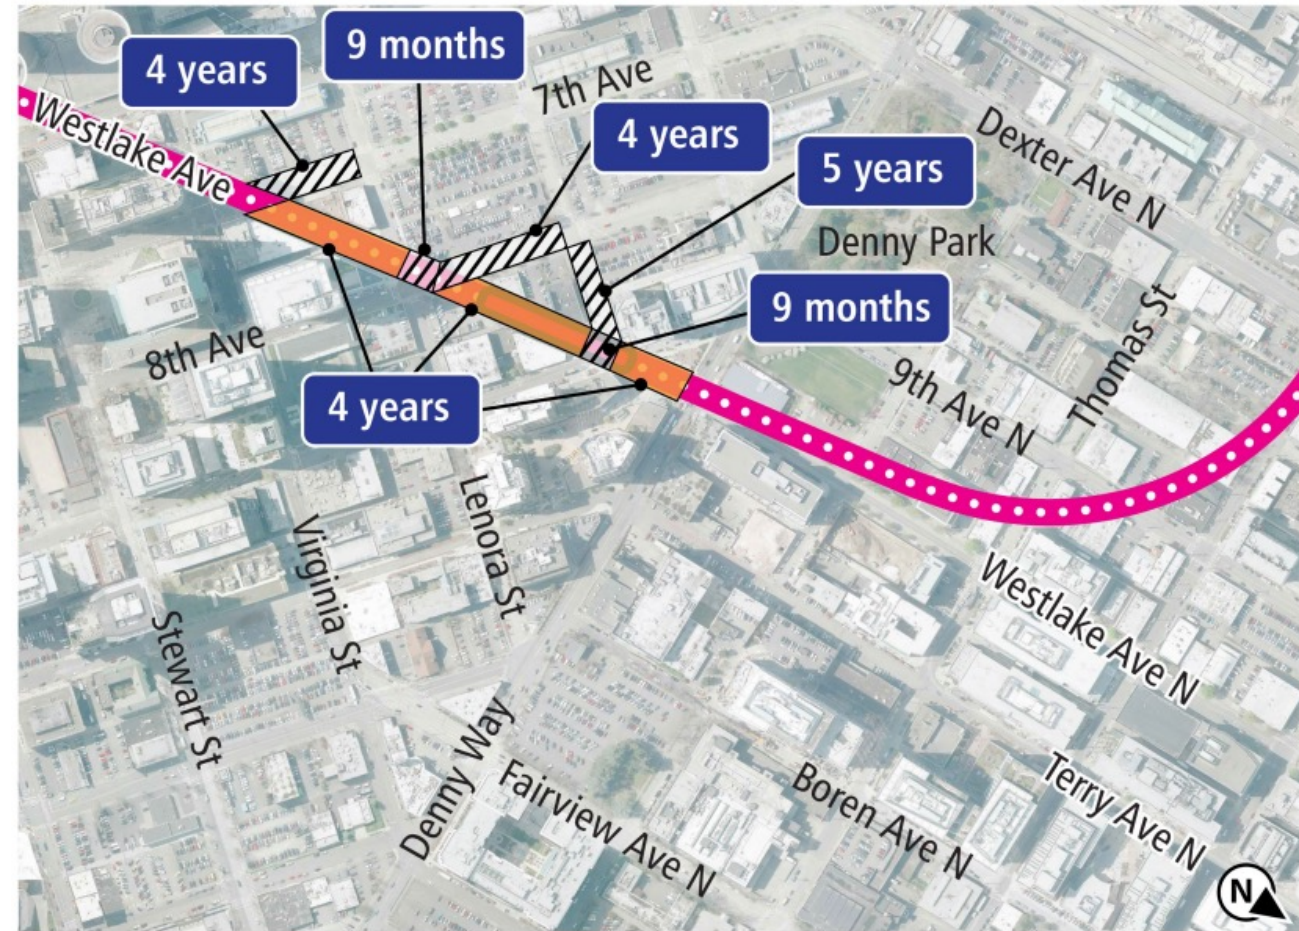 9 months
4 years
7th Ave
Westlake Ave
4 years
5 years
Dexter Ave N
Denny Park
9 months
8th Ave
4 years
9th Ave N
Thomas St
Lenora St
Virginia St
Westlake Ave N
Stewart St
Denny Way
Fairview Ave N
Boren Ave N
Terry Ave N
N